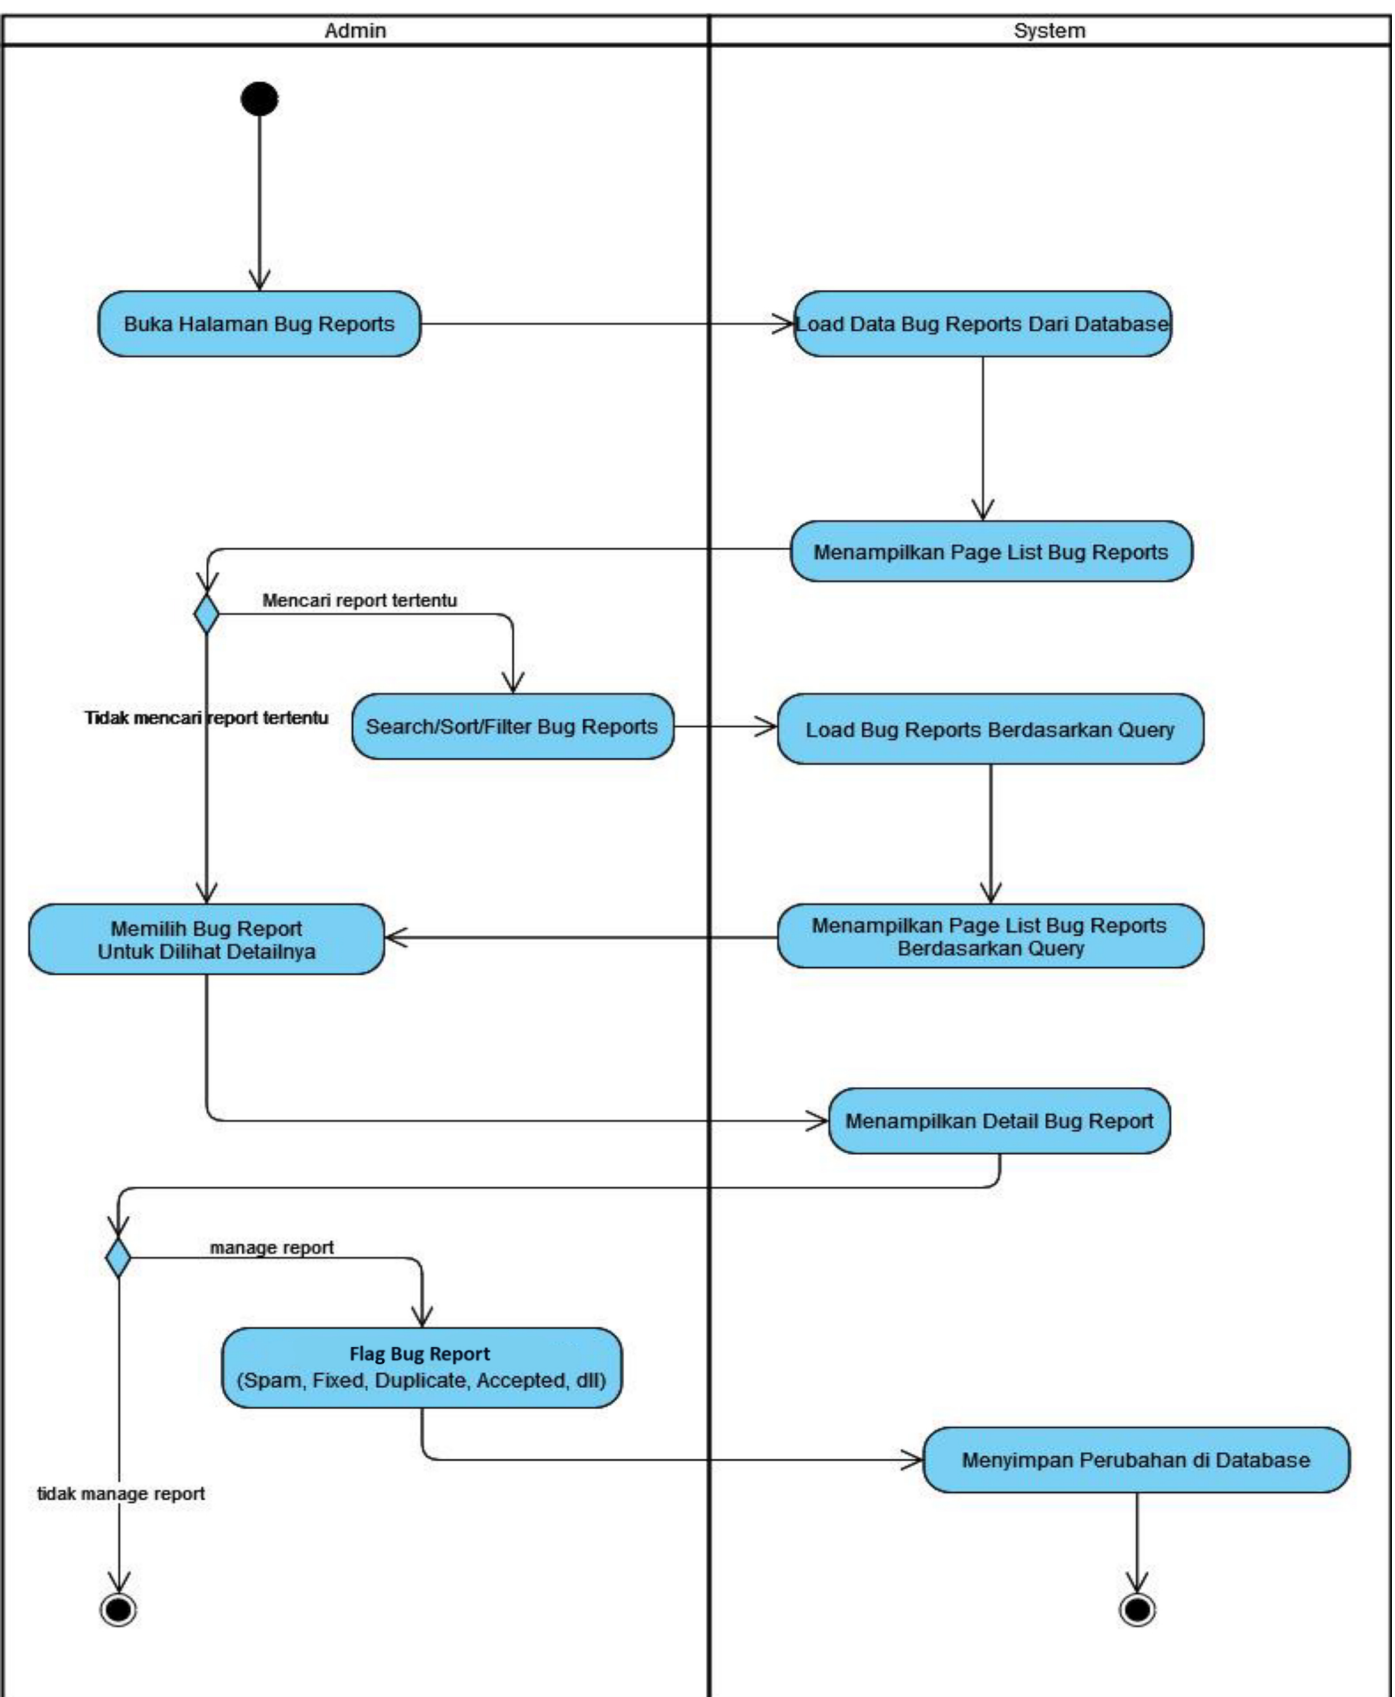 Admin
System
Buka Halaman Bug Reports
Load Data Bug Reports Dari Database
Menampilkan Page List Bug Reports
Mencari report tertentu
Tidak mencari report tertentu
Search/Sort/Filter Bug Reports
Load Bug Reports Berdasarkan Query
Memilih Bug Report
Untuk Dilihat Detailnya
Menampilkan Page List Bug Reports
Berdasarkan Query
Menampilkan Detail Bug Report
manage report
Flag Bug Report
(Spam, Fixed, Duplicate, Accepted, dll)
Menyimpan Perubahan di Database
tidak manage report